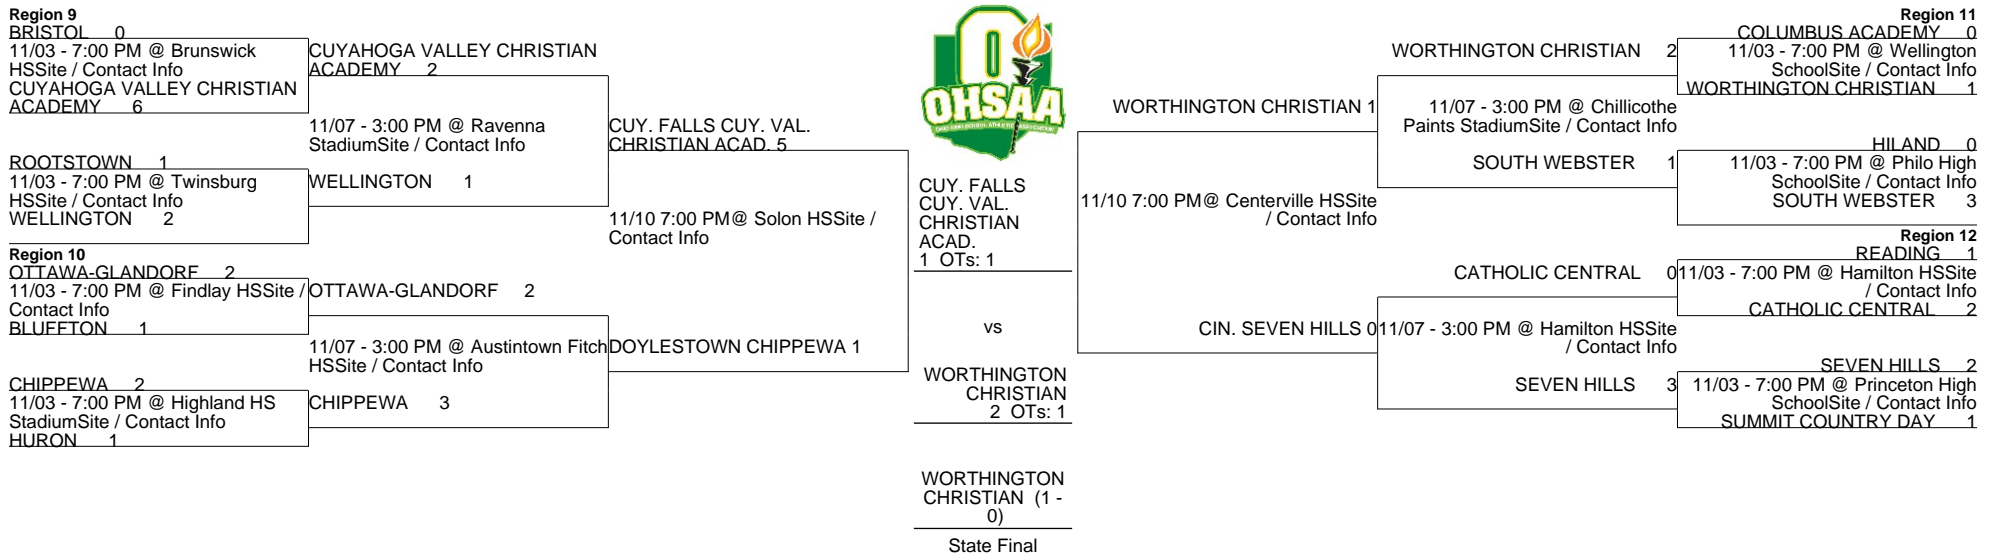 Region 9
BRISTOL 0
11/03 - 7:00 PM @ Brunswick
HSSite / Contact Info
CUYAHOGA VALLEY CHRISTIAN
ACADEMY 6
ROOTSTOWN 1
11/03 - 7:00 PM @ Twinsburg
HSSite / Contact Info
WELLINGTON 2
Region 10
OTTAWA-GLANDORF 2
11/03 - 7:00 PM @ Findlay HSSite /
Contact Info
BLUFFTON 1
CHIPPEWA 2
11/03 - 7:00 PM @ Highland HS
StadiumSite / Contact Info
HURON 1
CUYAHOGA VALLEY CHRISTIAN
ACADEMY 2
11/07 - 3:00 PM @ Ravenna
StadiumSite / Contact Info
WELLINGTON 1
OTTAWA-GLANDORF 2
11/07 - 3:00 PM @ Austintown Fitch
HSSite / Contact Info
CHIPPEWA 3
CUY. FALLS CUY. VAL.
CHRISTIAN ACAD. 5
11/10 7:00 PM@ Solon HSSite /
Contact Info
DOYLESTOWN CHIPPEWA 1
O
OHSAA
CUY. FALLS
CUY. VAL.
CHRISTIAN
ACAD.
1 OTs: 1
vs
WORTHINGTON
CHRISTIAN
2 OTs: 1
WORTHINGTON
CHRISTIAN (1 -
0)
State Final
WORTHINGTON CHRISTIAN 1
11/10 7:00 PM@ Centerville HSSite
/ Contact Info
CIN. SEVEN HILLS 0
WORTHINGTON CHRISTIAN 2
11/07 - 3:00 PM @ Chillicothe
Paints StadiumSite / Contact Info
SOUTH WEBSTER 1
CATHOLIC CENTRAL 0
11/07 - 3:00 PM @ Hamilton HSSite
/ Contact Info
SEVEN HILLS 3
Region 11
COLUMBUS ACADEMY 0
11/03 - 7:00 PM @ Wellington
SchoolSite / Contact Info
WORTHINGTON CHRISTIAN 1
HILAND 0
11/03 - 7:00 PM @ Philo High
SchoolSite / Contact Info
SOUTH WEBSTER 3
Region 12
READING 1
11/03 - 7:00 PM @ Hamilton HSSite
/ Contact Info
CATHOLIC CENTRAL 2
SEVEN HILLS 2
11/03 - 7:00 PM @ Princeton High
SchoolSite / Contact Info
SUMMIT COUNTRY DAY 1